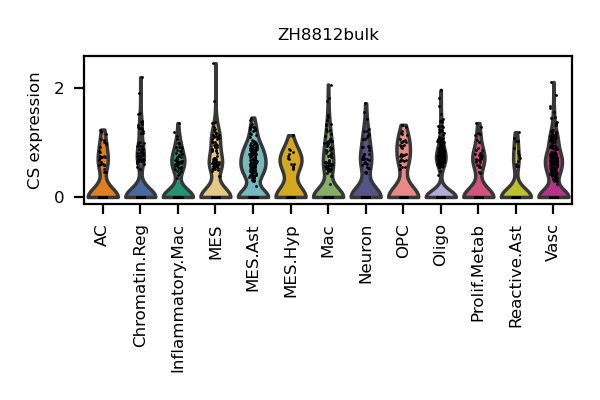 ZH8812bulk
CS expression
2
0
AC
Chromatin.Reg
Inflammatory.Mac
MES
MES.Ast
MES.Hyp
Mac
Neuron
OPC
Oligo
Prolif.Metab
Reactive.Ast
Vasc